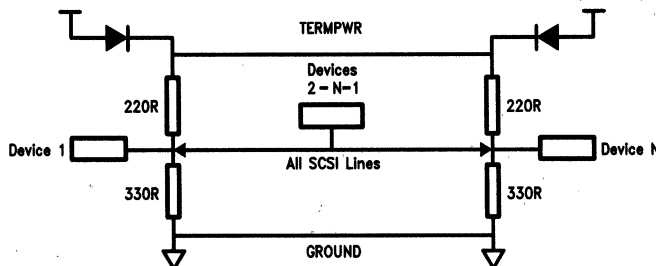 TERMPWR
Devices
2-N-1
220R
220R
Device 1
Device N
All SCSI Lines
330R
330R
GROUND